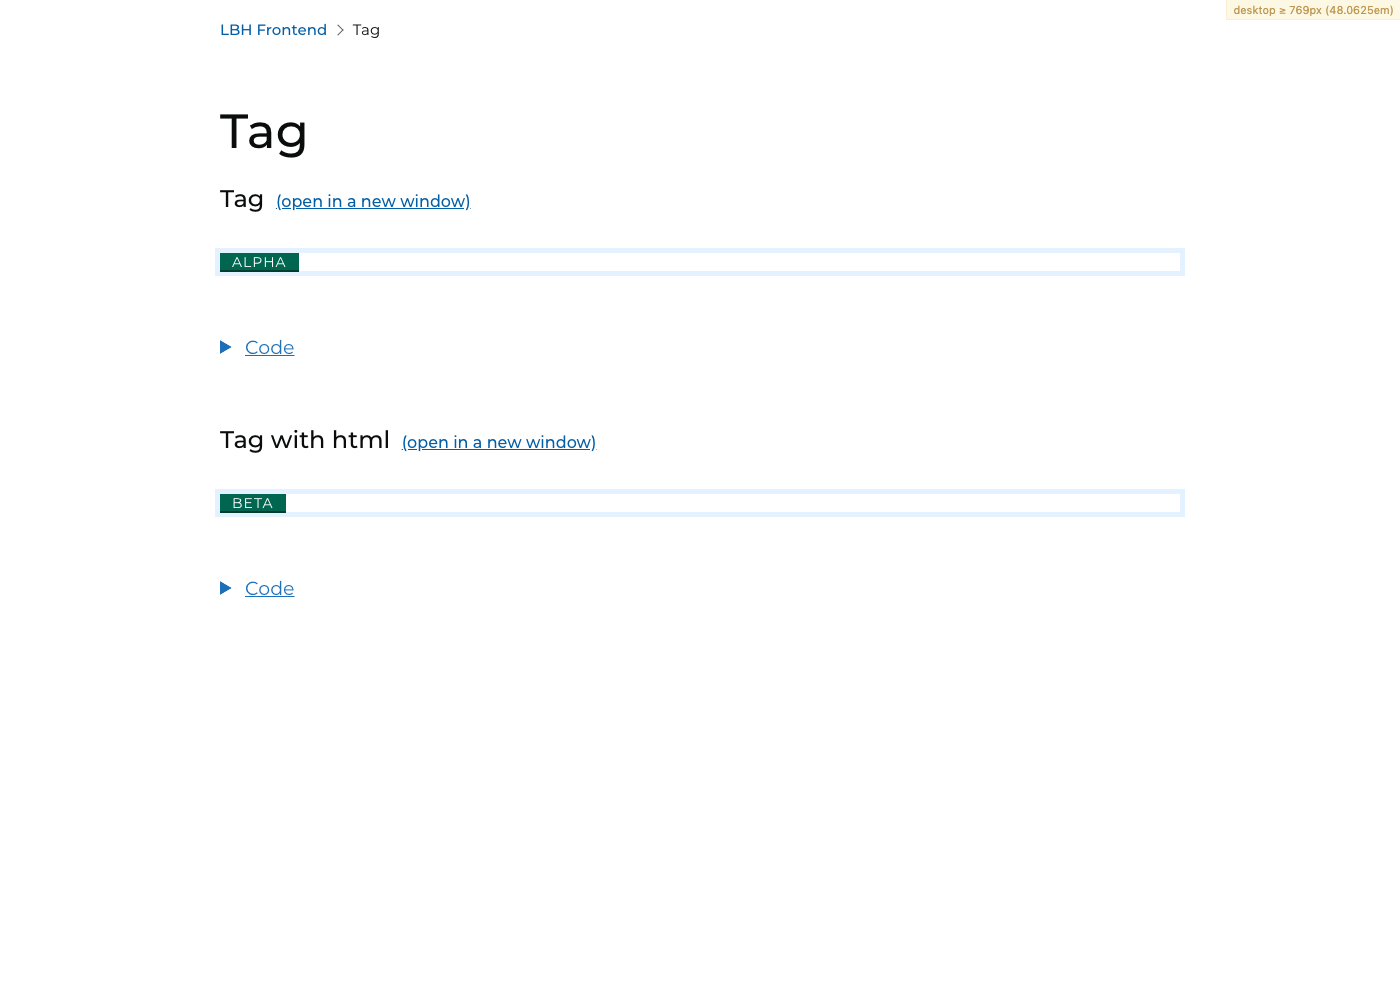 desktop ≥ 769px (48.0625em)
LBH Frontend > Tag
Tag
Tag (open in a new window)
ALPHA
Code
Tag with html (open in a new window)
BETA
Code